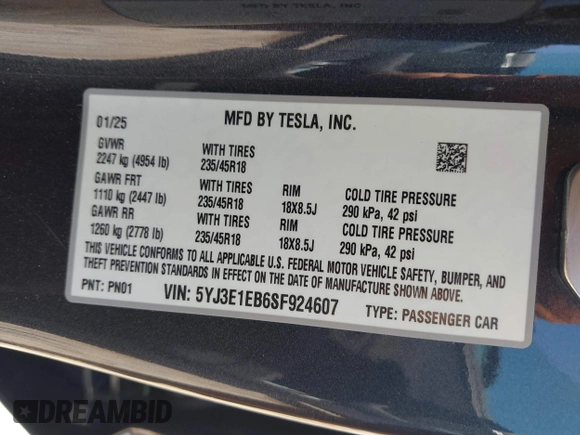 MFD BY TESLA, INC
01/25 MFD BY TESLA, INC.
GVWR WITH TIRES
2247 kg (4954 lb) 235/45R18
GAWR FRT WITH TIRES RIM COLD TIRE PRESSURE
1110 kg (2447 lb) 235/45R18 18X8.5J 290 kPa, 42 psi
GAWR RR WITH TIRES RIM COLD TIRE PRESSURE
1260 kg (2778 lb) 235/45R18 18X8.5J 290 kPa, 42 psi
THIS VEHICLE CONFORMS TO ALL APPLICABLE U.S. FEDERAL MOTOR VEHICLE SAFETY, BUMPER, AND
THEFT PREVENTION STANDARDS IN EFFECT ON THE DATE OF MANUFACTURE SHOWN ABOVE.
PNT: PN01 VIN: 5YJ3E1EB6SF924607 TYPE: PASSENGER CAR
DREAMBID